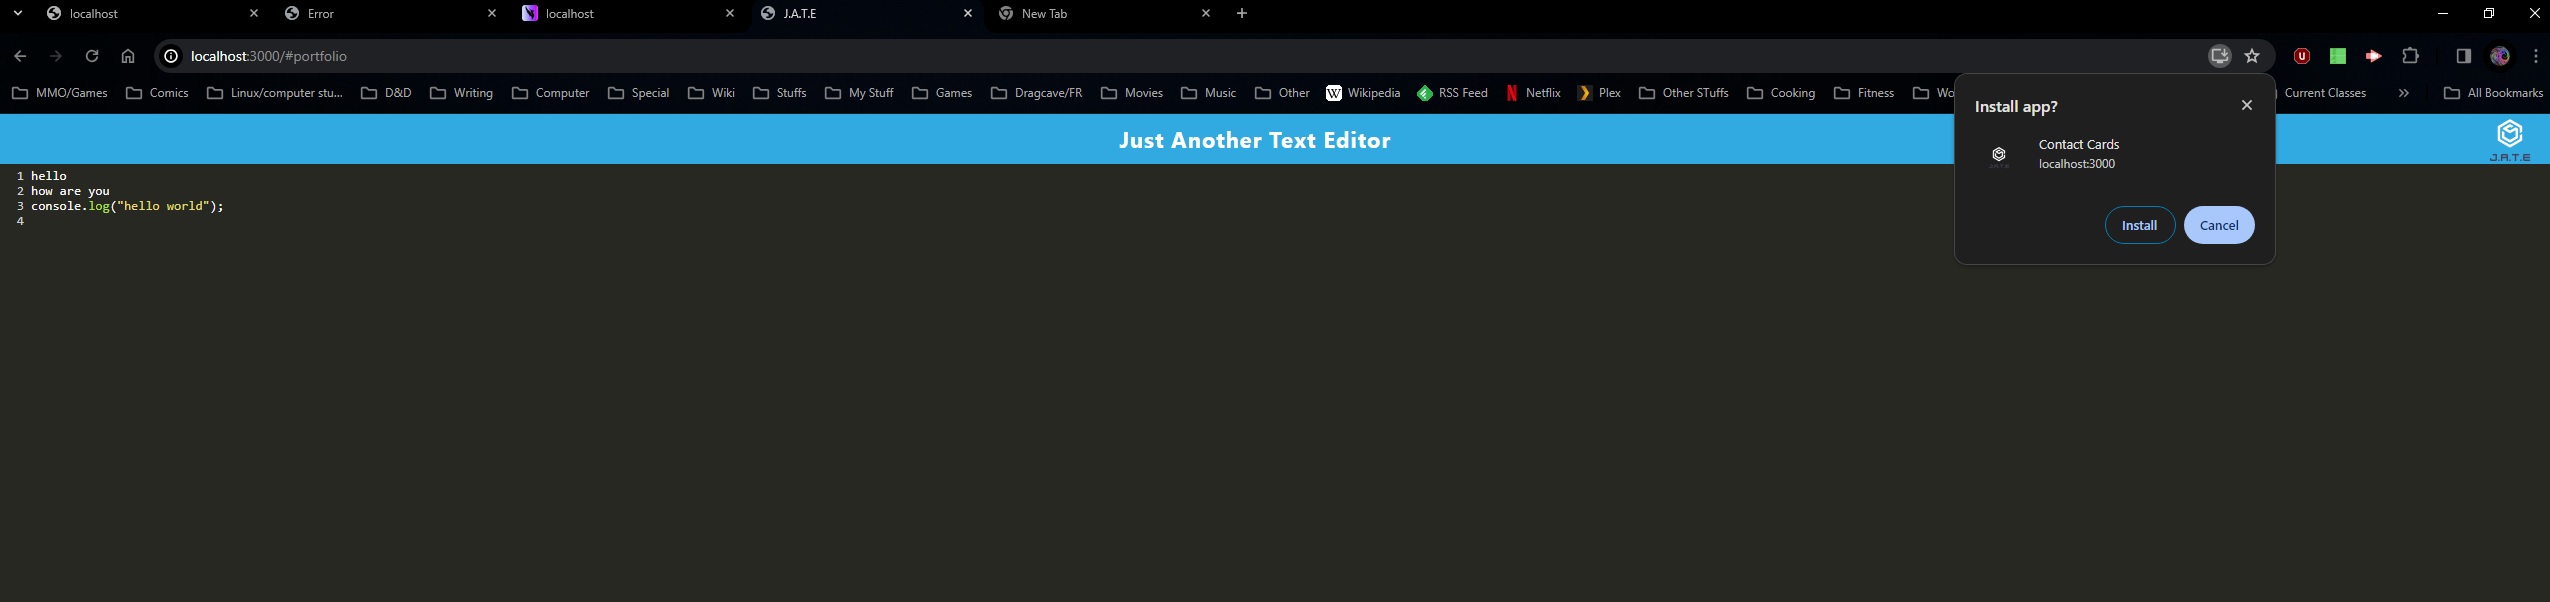 localhost
Error
localhost
J.A.T.E
New Tab
localhost:3000/#portfolio
MMO/Games Comics Linux/computer stu... D&D Writing Computer Special Wiki Stuffs My Stuff Games Dragcave/FR Movies Music Other W Wikipedia RSS Feed Netflix Plex Other STuffs Cooking Fitness Wo Current Classes » All Bookmarks
Just Another Text Editor
J.A.T.E
1 hello
2 how are you
3 console.log("hello world");
4
Install app?
Contact Cards
localhost:3000
Install Cancel